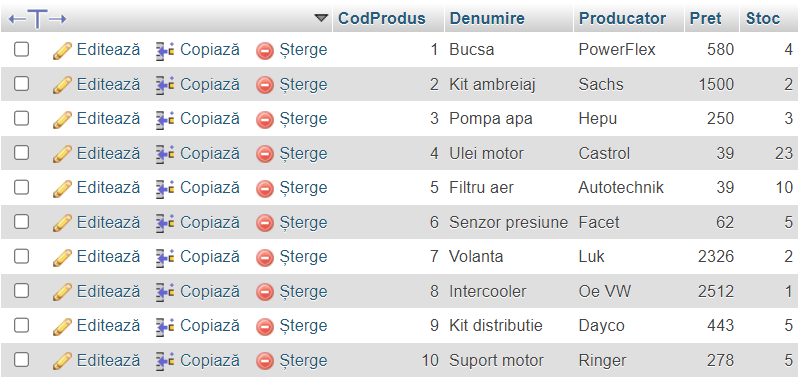 CodProdus Denumire Producator Pret Stoc
Editează Copiază Șterge 1 Bucsa PowerFlex 580 4
Editează Copiază Șterge 2 Kit ambreiaj Sachs 1500 2
Editează Copiază Șterge 3 Pompa apa Hepu 250 3
Editează Copiază Șterge 4 Ulei motor Castrol 39 23
Editează Copiază Șterge 5 Filtru aer Autotechnik 39 10
Editează Copiază Șterge 6 Senzor presiune Facet 62 5
Editează Copiază Șterge 7 Volanta Luk 2326 2
Editează Copiază Șterge 8 Intercooler Oe VW 2512 1
Editează Copiază Șterge 9 Kit distributie Dayco 443 5
Editează Copiază Șterge 10 Suport motor Ringer 278 5